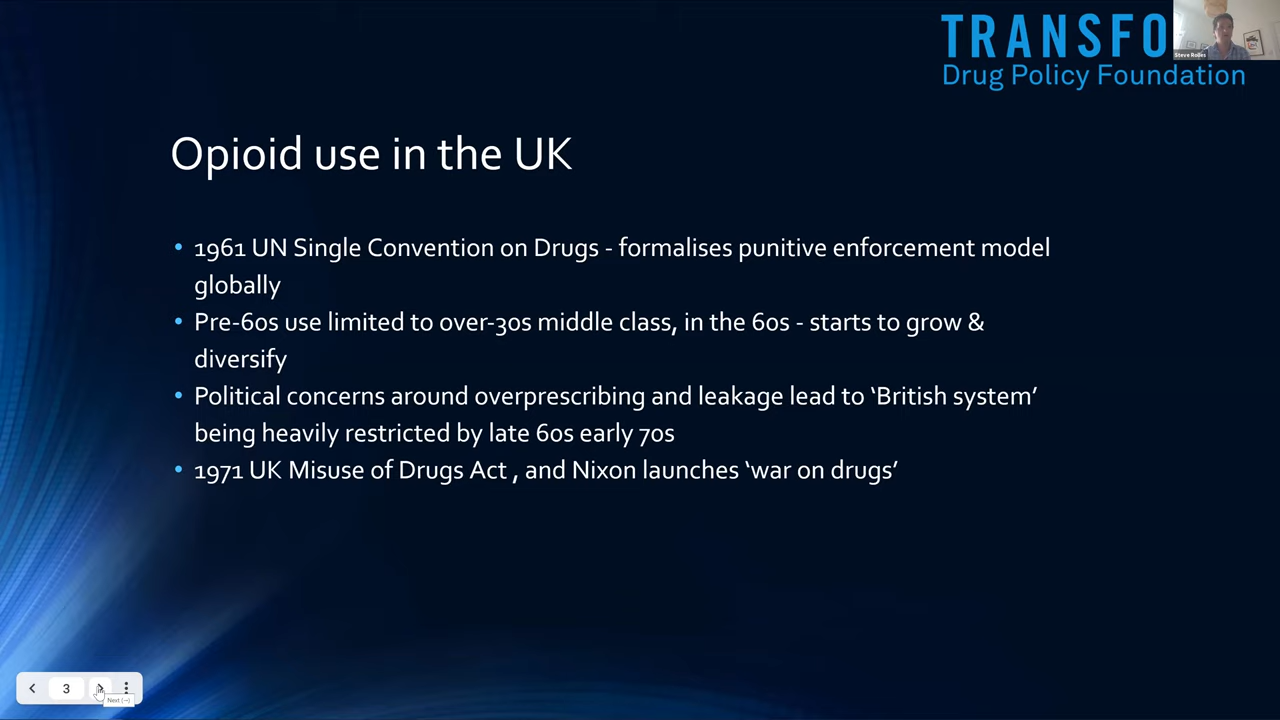 TRANSFO
Drug Policy Foundation
Steve Rolles
Opioid use in the UK
• 1961 UN Single Convention on Drugs - formalises punitive enforcement model
globally
• Pre-60s use limited to over-30s middle class, in the 60s - starts to grow &
diversify
• Political concerns around overprescribing and leakage lead to ‘British system’
being heavily restricted by late 60s early 70s
• 1971 UK Misuse of Drugs Act , and Nixon launches ‘war on drugs’
3
Next (→)